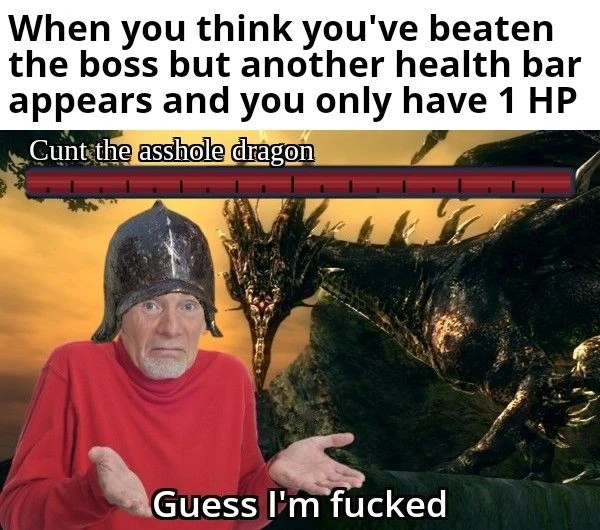 When you think you've beaten
the boss but another health bar
appears and you only have 1 HP
Cunt the asshole dragon
Guess I'm fucked